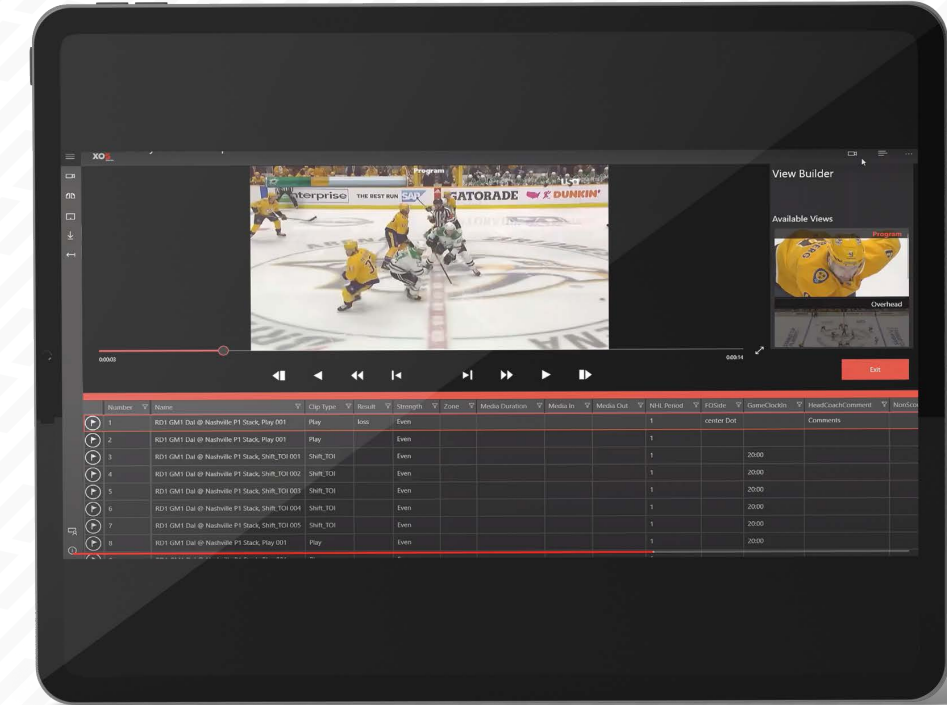 XOS
Program
Enterprise THE BEST RUN SAP GATORADE DUNKIN'
View Builder
Available Views
Program
Overhead
0:00:03
0:00:14
Exit
Number Name Clip Type Result Strength Zone Media Duration Media In Media Out NHL Period FOSide GameClockIn HeadCoachComment NonSco
1 RD1 GM1 Dal @ Nashville P1 Stack, Play 001 Play loss Even 1 center Dot Comments
2 RD1 GM1 Dal @ Nashville P1 Stack, Play 001 Play Even 1
3 RD1 GM1 Dal @ Nashville P1 Stack, Shift_TOI 001 Shift_TOI Even 1 20:00
4 RD1 GM1 Dal @ Nashville P1 Stack, Shift_TOI 002 Shift_TOI Even 1 20:00
5 RD1 GM1 Dal @ Nashville P1 Stack, Shift_TOI 003 Shift_TOI Even 1 20:00
6 RD1 GM1 Dal @ Nashville P1 Stack, Shift_TOI 004 Shift_TOI Even 1 20:00
7 RD1 GM1 Dal @ Nashville P1 Stack, Shift_TOI 005 Shift_TOI Even 1 20:00
8 RD1 GM1 Dal @ Nashville P1 Stack, Play 001 Play Even 1 20:00